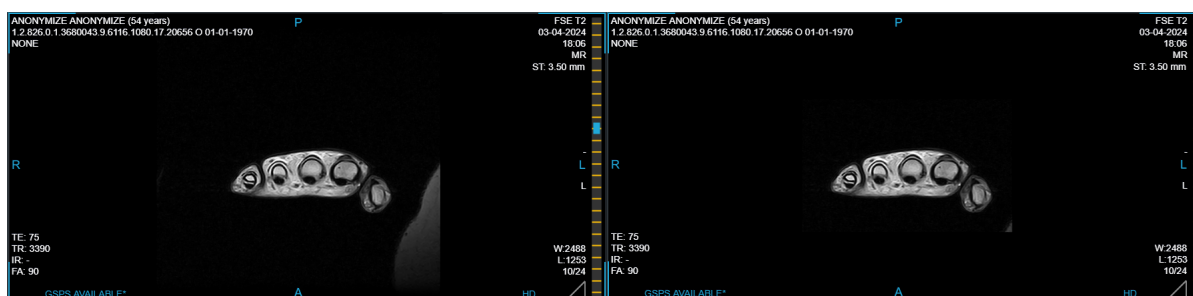 P
ANONYMIZE ANONYMIZE (54 years)
1.2.826.0.1.3680043.9.6116.1080.17.20656 O 01-01-1970
NONE
FSE T2
03-04-2024
18:06
MR
ST: 3.50 mm
R
-
L
L
TE: 75
TR: 3390
IR: -
FA: 90
W:2488
L:1253
10/24
GSPS AVAILABLE*
A
HD
P
ANONYMIZE ANONYMIZE (54 years)
1.2.826.0.1.3680043.9.6116.1080.17.20656 O 01-01-1970
NONE
FSE T2
03-04-2024
18:06
MR
ST: 3.50 mm
R
-
L
L
TE: 75
TR: 3390
IR: -
FA: 90
W:2488
L:1253
10/24
GSPS AVAILABLE*
A
HD